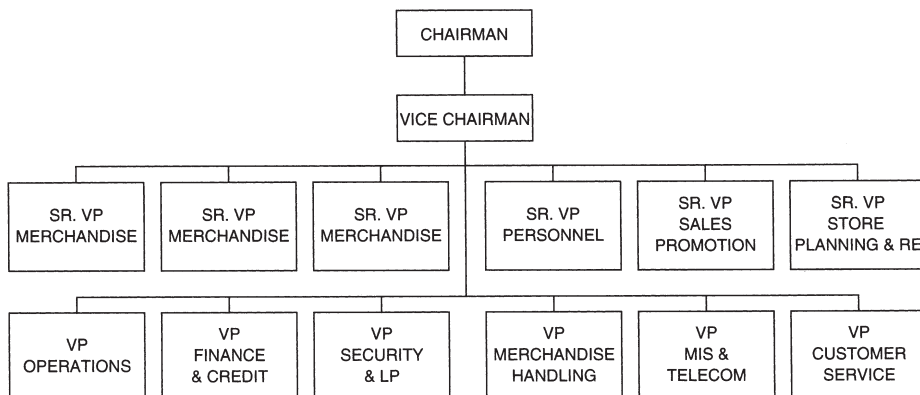 CHAIRMAN
VICE CHAIRMAN
SR. VP
MERCHANDISE
SR. VP
MERCHANDISE
SR. VP
MERCHANDISE
SR. VP
PERSONNEL
SR. VP
SALES
PROMOTION
SR. VP
STORE
PLANNING & RE
VP
OPERATIONS
VP
FINANCE
& CREDIT
VP
SECURITY
& LP
VP
MERCHANDISE
HANDLING
VP
MIS &
TELECOM
VP
CUSTOMER
SERVICE